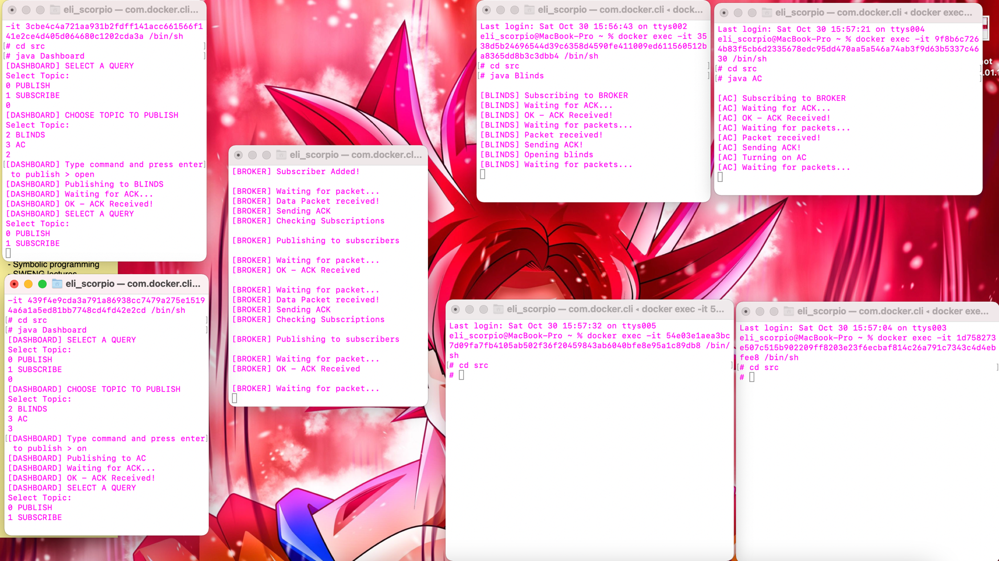 eli_scorpio — com.docker.cli...
-it 3cbe4c4a721aa931b2fdff141acc661566f1
41e2ce4d405d064680c1202cda3a /bin/sh
[# cd src ]
[# java Dashboard ]
[DASHBOARD] SELECT A QUERY
Select Topic:
0 PUBLISH
1 SUBSCRIBE
0
[DASHBOARD] CHOOSE TOPIC TO PUBLISH
Select Topic:
2 BLINDS
3 AC
2
[[DASHBOARD] Type command and press enter]
to publish > open
[DASHBOARD] Publishing to BLINDS
[DASHBOARD] Waiting for ACK...
[DASHBOARD] OK – ACK Received!
[DASHBOARD] SELECT A QUERY
Select Topic:
0 PUBLISH
1 SUBSCRIBE
- Symbolic programming
- SWENG lectures
eli_scorpio — com.docker.cli...
-it 439f4e9cda3a791a86938cc7479a275e1519
4a6a1a5ed81bb7748cd4fd42e2cd /bin/sh
[# cd src ]
[# java Dashboard ]
[DASHBOARD] SELECT A QUERY
Select Topic:
0 PUBLISH
1 SUBSCRIBE
0
[DASHBOARD] CHOOSE TOPIC TO PUBLISH
Select Topic:
2 BLINDS
3 AC
3
[[DASHBOARD] Type command and press enter]
to publish > on
[DASHBOARD] Publishing to AC
[DASHBOARD] Waiting for ACK...
[DASHBOARD] OK – ACK Received!
[DASHBOARD] SELECT A QUERY
Select Topic:
0 PUBLISH
1 SUBSCRIBE
eli_scorpio — com.docker.cl...
[BROKER] Subscriber Added!
[BROKER] Waiting for packet...
[BROKER] Data Packet received!
[BROKER] Sending ACK
[BROKER] Checking Subscriptions
[BROKER] Publishing to subscribers
[BROKER] Waiting for packet...
[BROKER] OK – ACK Received
[BROKER] Waiting for packet...
[BROKER] Data Packet received!
[BROKER] Sending ACK
[BROKER] Checking Subscriptions
[BROKER] Publishing to subscribers
[BROKER] Waiting for packet...
[BROKER] OK – ACK Received
[BROKER] Waiting for packet...
eli_scorpio — com.docker.cli ◂ dock...
Last login: Sat Oct 30 15:56:43 on ttys002
eli_scorpio@MacBook-Pro ~ % docker exec -it 35
38d5b24696544d39c6358d4590fe411009ed611560512b
a8365dd8b3c3dbb4 /bin/sh
[# cd src ]
[# java Blinds ]
[BLINDS] Subscribing to BROKER
[BLINDS] Waiting for ACK...
[BLINDS] OK – ACK Received!
[BLINDS] Waiting for packets...
[BLINDS] Packet received!
[BLINDS] Sending ACK!
[BLINDS] Opening blinds
[BLINDS] Waiting for packets...
eli_scorpio — com.docker.cli ◂ docker exec...
Last login: Sat Oct 30 15:57:21 on ttys004
eli_scorpio@MacBook-Pro ~ % docker exec -it 9f8b6c726
4b83f5cb6d2335678edc95dd470aa5a546a74ab3f9d63b5337c46
30 /bin/sh
[# cd src ]
[# java AC ]
[AC] Subscribing to BROKER
[AC] Waiting for ACK...
[AC] OK – ACK Received!
[AC] Waiting for packets...
[AC] Packet received!
[AC] Sending ACK!
[AC] Turning on AC
[AC] Waiting for packets...
eli_scorpio — com.docker.cli ◂ docker exec -it 5...
Last login: Sat Oct 30 15:57:32 on ttys005
eli_scorpio@MacBook-Pro ~ % docker exec -it 54e03e1aea3bc
7d09fa7fb4105ab502f36f20459843ab6040bfe8e95a1c89db8 /bin/
sh
[# cd src ]
#
eli_scorpio — com.docker.cli ◂ docker exe...
Last login: Sat Oct 30 15:57:04 on ttys003
eli_scorpio@MacBook-Pro ~ % docker exec -it 1d758273
e507c515b902209ff8203e23f6ecbaf814c26a791c7343c4d4eb
fee8 /bin/sh
[# cd src ]
#